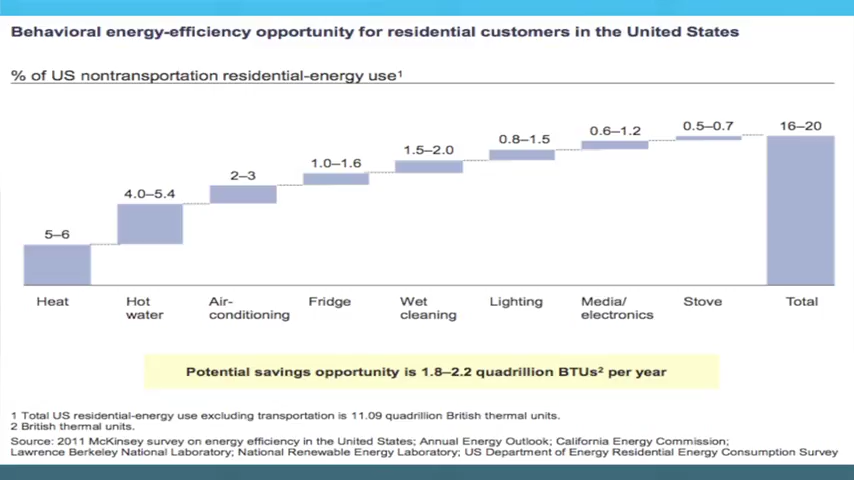 Behavioral energy-efficiency opportunity for residential customers in the United States
% of US nontransportation residential-energy use¹
5–6
4.0–5.4
2–3
1.0–1.6
1.5–2.0
0.8–1.5
0.6–1.2
0.5–0.7
16–20
Heat
Hot
water
Air-
conditioning
Fridge
Wet
cleaning
Lighting
Media/
electronics
Stove
Total
Potential savings opportunity is 1.8–2.2 quadrillion BTUs² per year
1 Total US residential-energy use excluding transportation is 11.09 quadrillion British thermal units.
2 British thermal units.
Source: 2011 McKinsey survey on energy efficiency in the United States; Annual Energy Outlook; California Energy Commission;
Lawrence Berkeley National Laboratory; National Renewable Energy Laboratory; US Department of Energy Residential Energy Consumption Survey